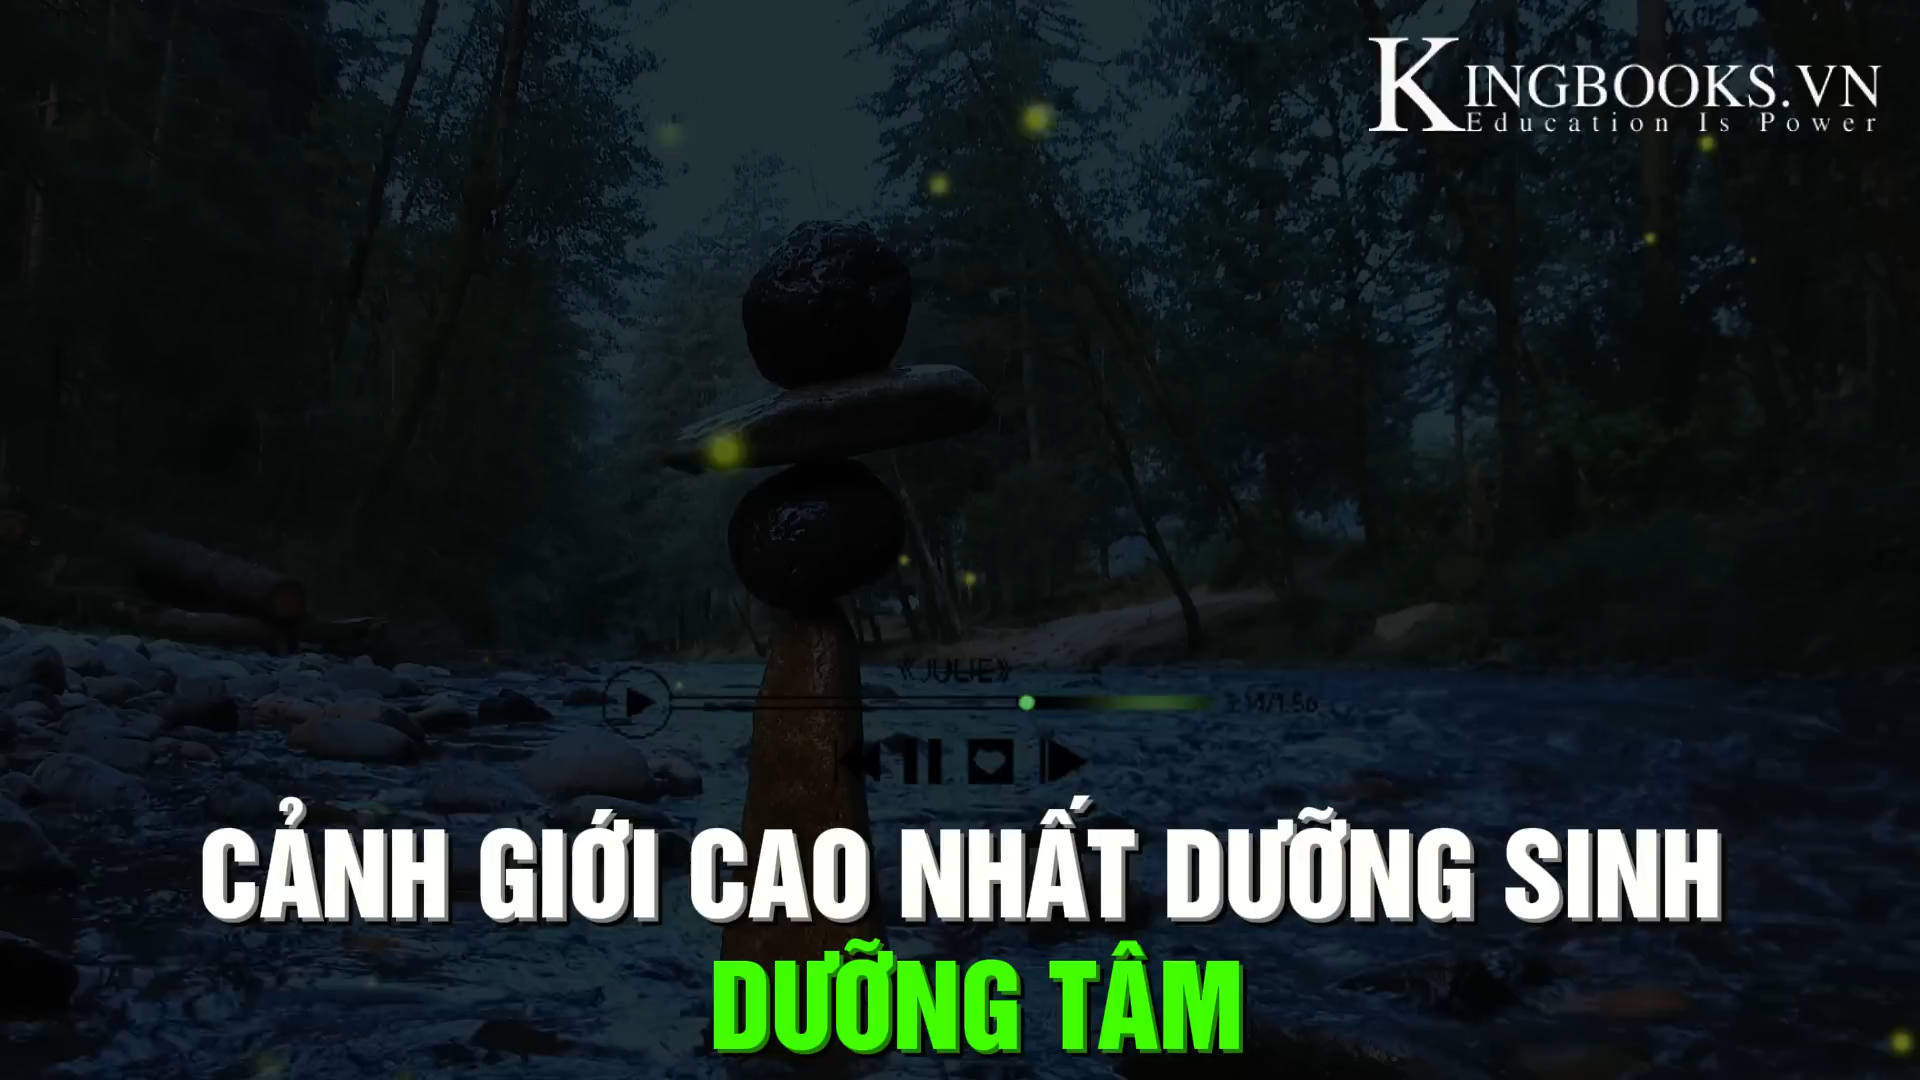 KINGBOOKS.VN
Education Is Power
《JULIE》
CẢNH GIỚI CAO NHẤT DƯỠNG SINH
DƯỠNG TÂM